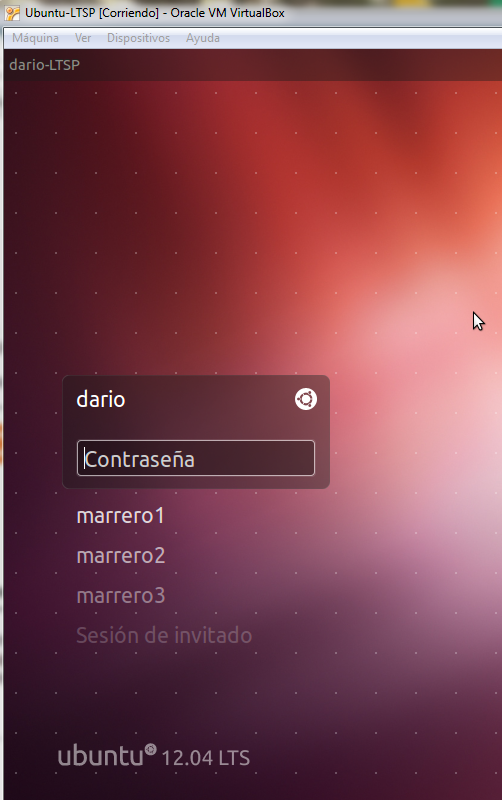 Ubuntu-LTSP [Corriendo] - Oracle VM VirtualBox
Máquina Ver Dispositivos Ayuda
dario-LTSP
dario
Contraseña
marrero1
marrero2
marrero3
Sesión de invitado
ubuntu 12.04 LTS